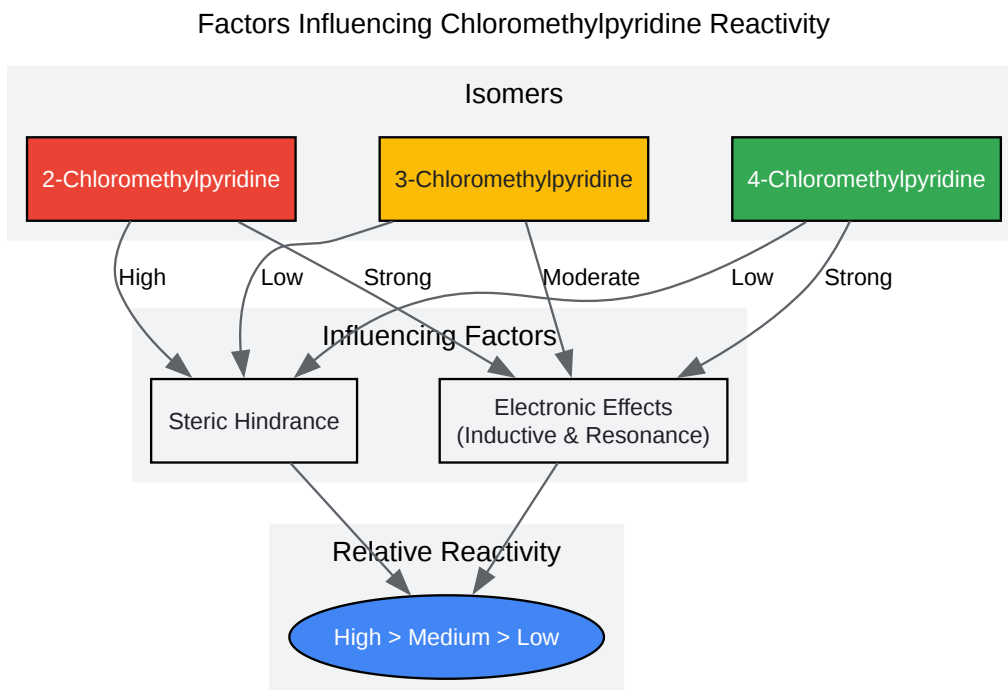 Factors Influencing Chloromethylpyridine Reactivity
Isomers
2-Chloromethylpyridine
3-Chloromethylpyridine
4-Chloromethylpyridine
High
Low
Strong
Moderate
Low
Strong
Influencing Factors
Steric Hindrance
Electronic Effects
(Inductive & Resonance)
Relative Reactivity
High > Medium > Low